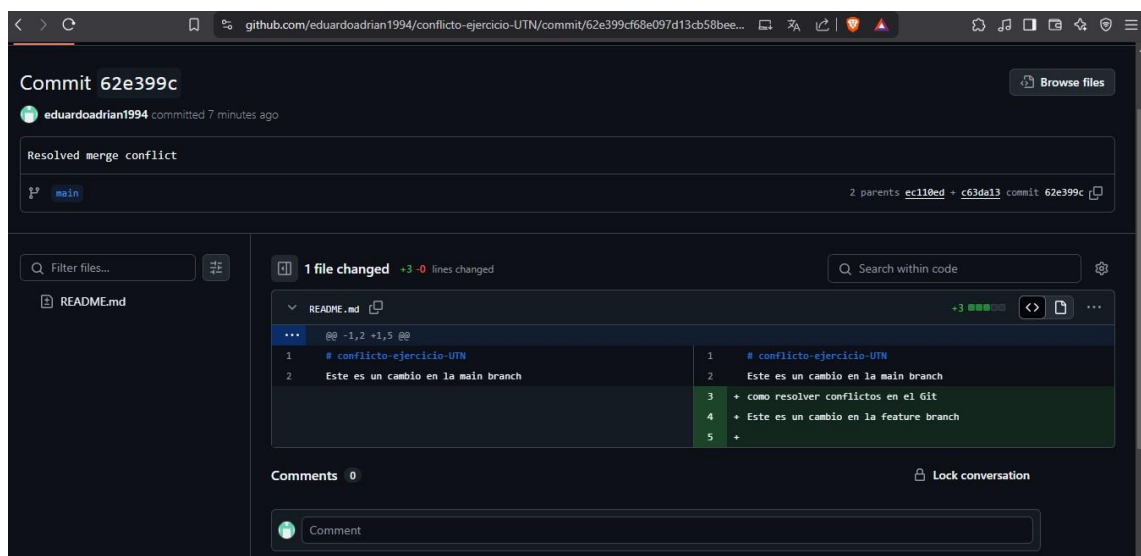 github.com/eduardoadrian1994/conflicto-ejercicio-UTN/commit/62e399cf68e097d13cb58bee...
Commit 62e399c
Browse files
eduardoadrian1994 committed 7 minutes ago
Resolved merge conflict
main
2 parents ec110ed + c63da13 commit 62e399c
Filter files...
1 file changed +3 -0 lines changed
Search within code
README.md
README.md
+3
...
@@ -1,2 +1,5 @@
1 # conflicto-ejercicio-UTN
1 # conflicto-ejercicio-UTN
2 Este es un cambio en la main branch
2 Este es un cambio en la main branch
3 + como resolver conflictos en el Git
4 + Este es un cambio en la feature branch
5 +
Comments 0
Lock conversation
Comment